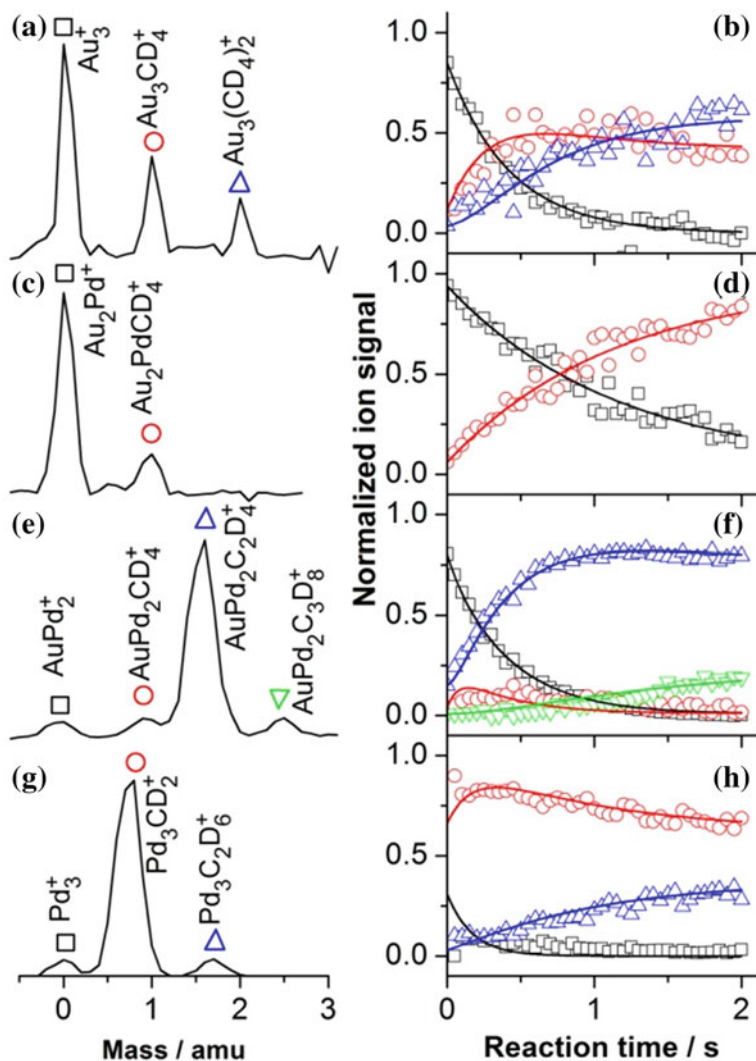 (a)
Au₃⁺
Au₃CD₄⁺
Au₃(CD₄)₂⁺
(b)
1.0
0.5
0.0
(c)
Au₂Pd⁺
Au₂PdCD₄⁺
(d)
1.0
0.5
0.0
(e)
AuPd₂⁺
AuPd₂CD₄⁺
AuPd₂C₂D₄⁺
AuPd₂C₃D₈⁺
(f)
1.0
0.5
0.0
(g)
Pd₃⁺
Pd₃CD₂⁺
Pd₃C₂D₆⁺
(h)
1.0
0.5
0.0
Normalized ion signal
0 1 2 3
Mass / amu
0 1 2
Reaction time / s